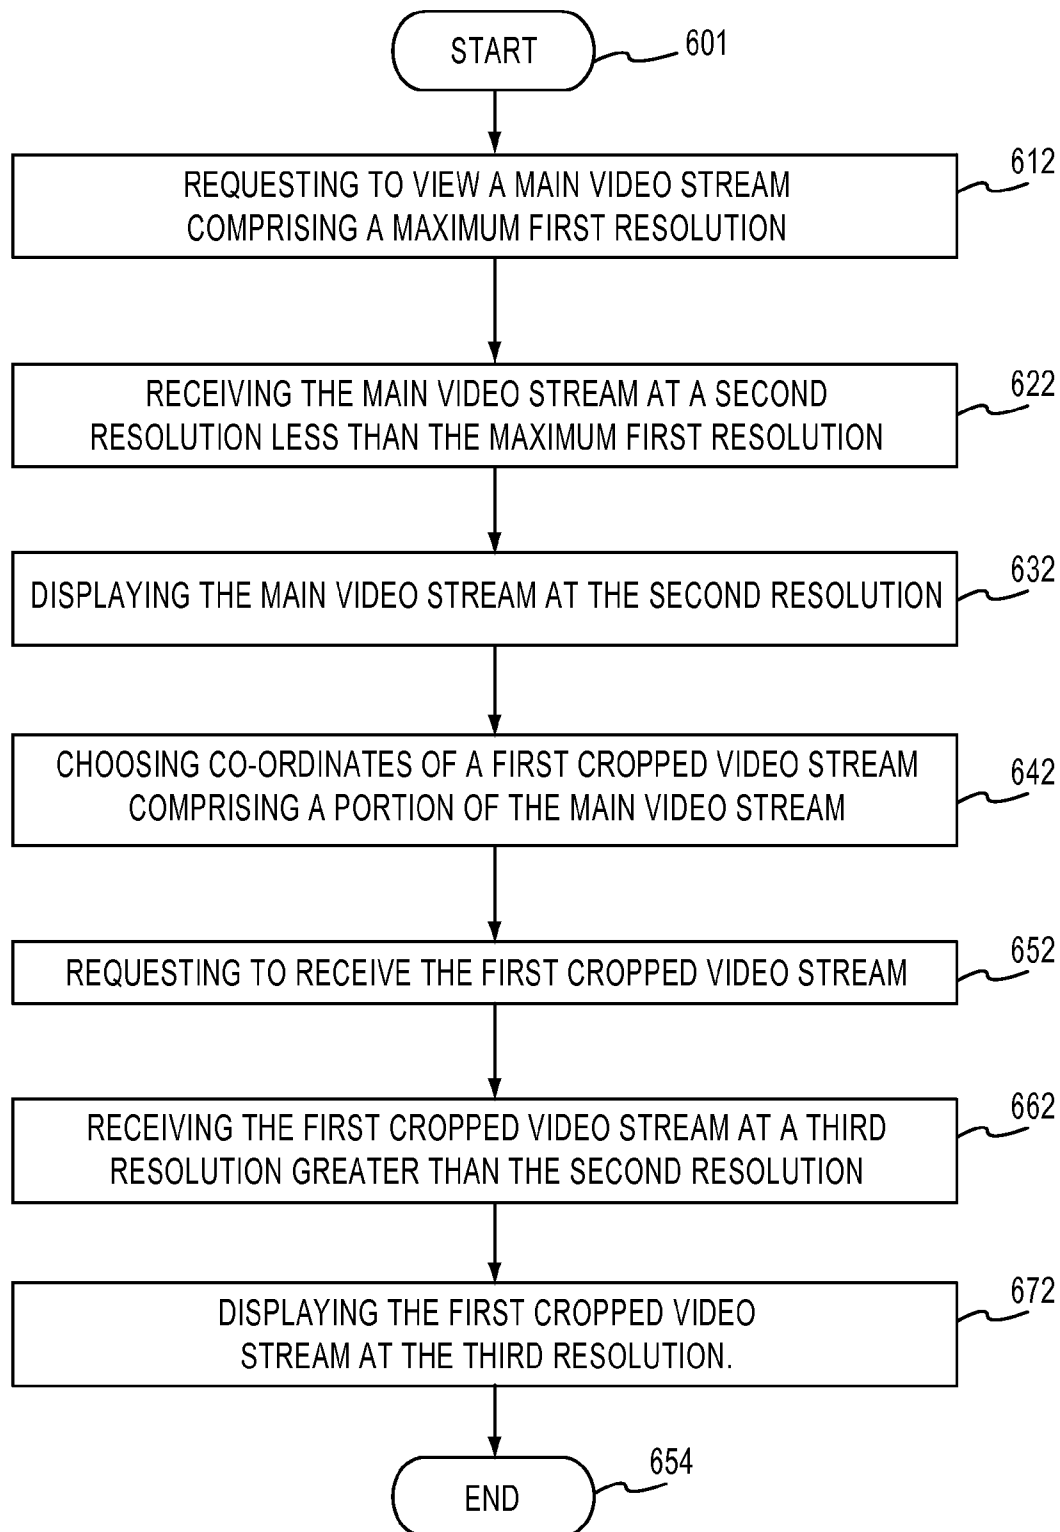 START
601
REQUESTING TO VIEW A MAIN VIDEO STREAM
COMPRISING A MAXIMUM FIRST RESOLUTION
612
RECEIVING THE MAIN VIDEO STREAM AT A SECOND
RESOLUTION LESS THAN THE MAXIMUM FIRST RESOLUTION
622
DISPLAYING THE MAIN VIDEO STREAM AT THE SECOND RESOLUTION
632
CHOOSING CO-ORDINATES OF A FIRST CROPPED VIDEO STREAM
COMPRISING A PORTION OF THE MAIN VIDEO STREAM
642
REQUESTING TO RECEIVE THE FIRST CROPPED VIDEO STREAM
652
RECEIVING THE FIRST CROPPED VIDEO STREAM AT A THIRD
RESOLUTION GREATER THAN THE SECOND RESOLUTION
662
DISPLAYING THE FIRST CROPPED VIDEO
STREAM AT THE THIRD RESOLUTION.
672
END
654